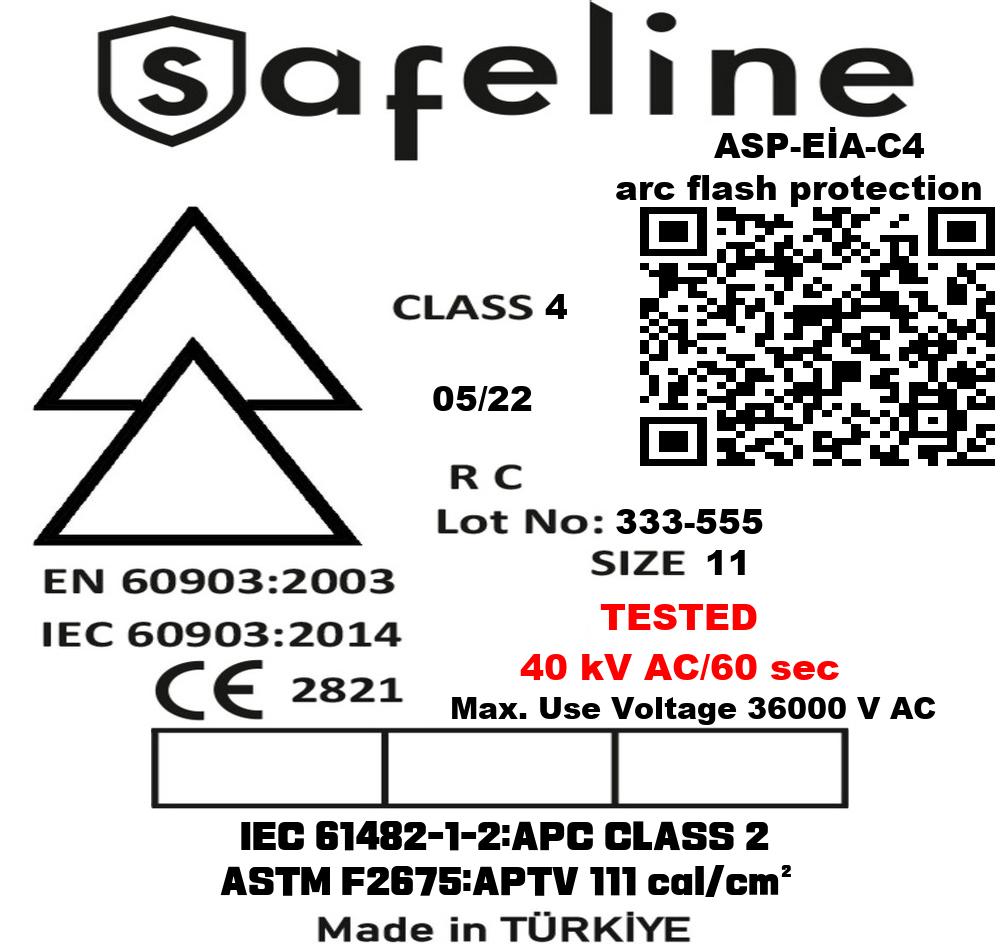 safeline
ASP-EİA-C4
arc flash protection
CLASS 4
05/22
R C
Lot No: 333-555
SIZE 11
EN 60903:2003
IEC 60903:2014
TESTED
40 kV AC/60 sec
CE 2821
Max. Use Voltage 36000 V AC
IEC 61482-1-2:APC CLASS 2
ASTM F2675:APTV 111 cal/cm²
Made in TÜRKİYE